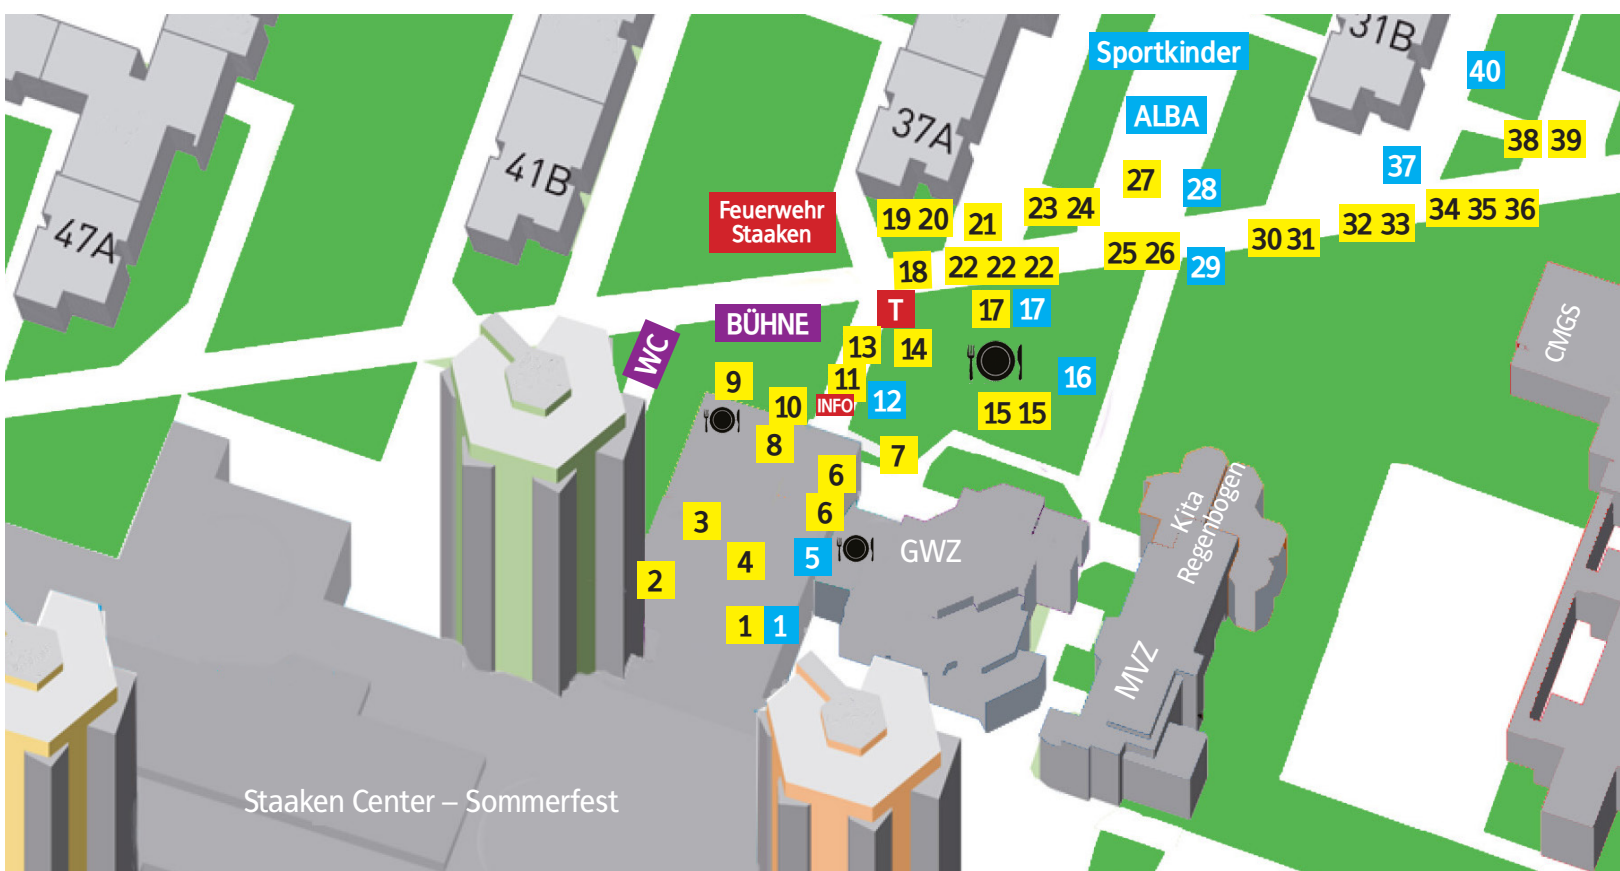 31B
Sportkinder
40
ALBA
37A
38 39
41B
37
27
28
47A
Feuerwehr
Staaken
19 20
21
23 24
34 35 36
32 33
30 31
25 26
29
18
22 22 22
T
17 17
BÜHNE
WC
13
14
CMGS
9
11
16
10
INFO
12
15 15
8
7
6
6
3
4
5
GWZ
Kita
Regenbogen
2
1 1
MVZ
Staaken Center – Sommerfest